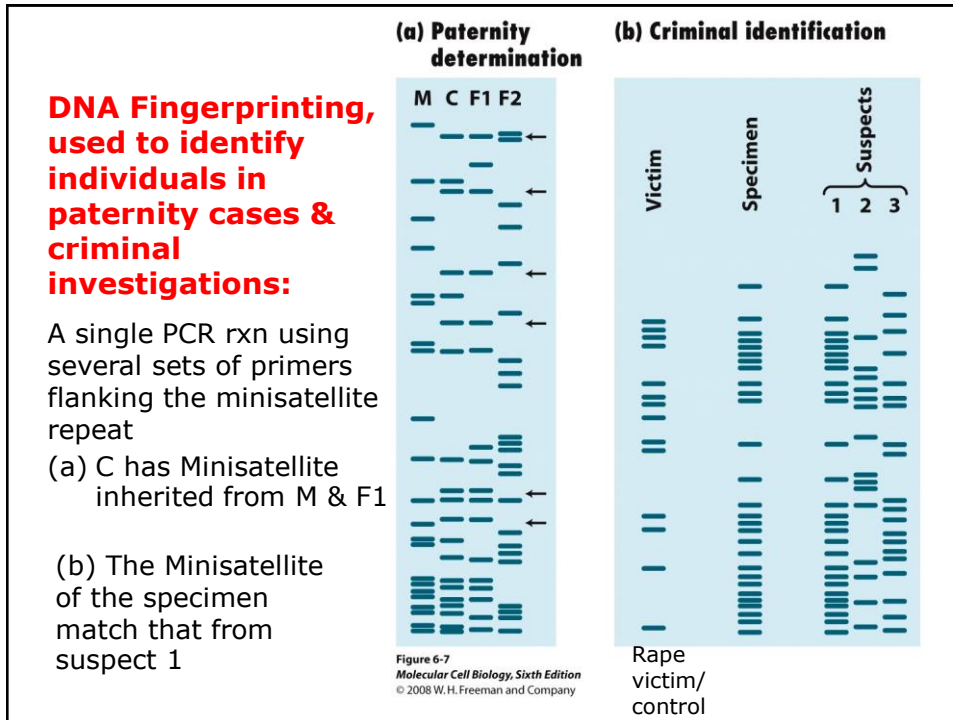 DNA Fingerprinting,
used to identify
individuals in
paternity cases &
criminal
investigations:
A single PCR rxn using
several sets of primers
flanking the minisatellite
repeat
(a) C has Minisatellite
inherited from M & F1
(b) The Minisatellite
of the specimen
match that from
suspect 1
(a) Paternity
determination
M C F1 F2
(b) Criminal identification
Victim
Specimen
Suspects
1 2 3
Figure 6-7
Molecular Cell Biology, Sixth Edition
© 2008 W. H. Freeman and Company
Rape
victim/
control